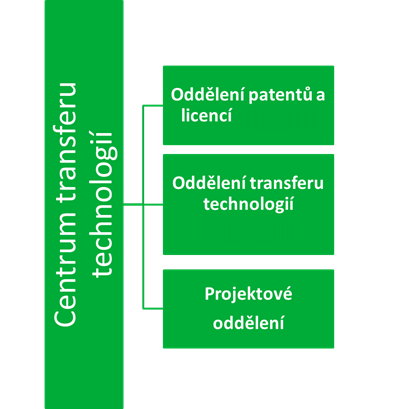 Centrum transferu
technologií
Oddělení patentů a
licencí
Oddělení transferu
technologií
Projektové
oddělení